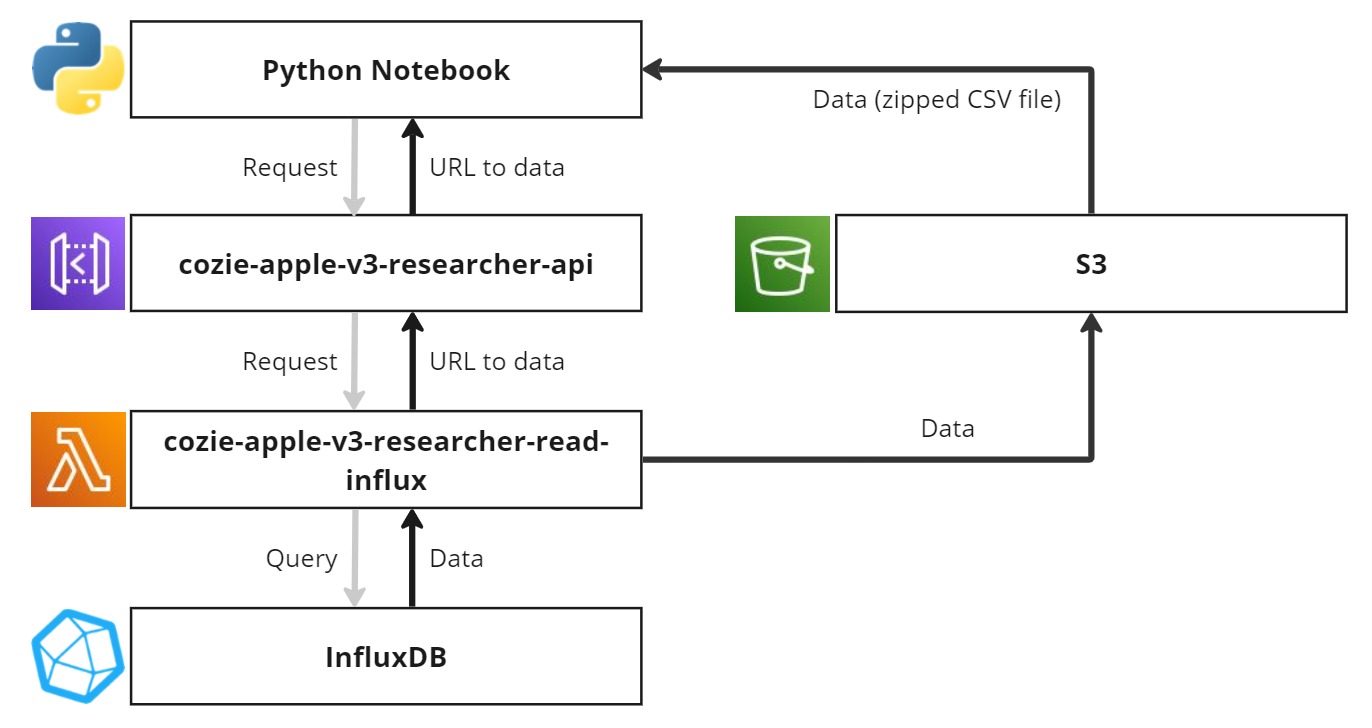 Python Notebook
Data (zipped CSV file)
Request
URL to data
cozie-apple-v3-researcher-api
S3
Request
URL to data
cozie-apple-v3-researcher-read-
influx
Data
Query
Data
InfluxDB